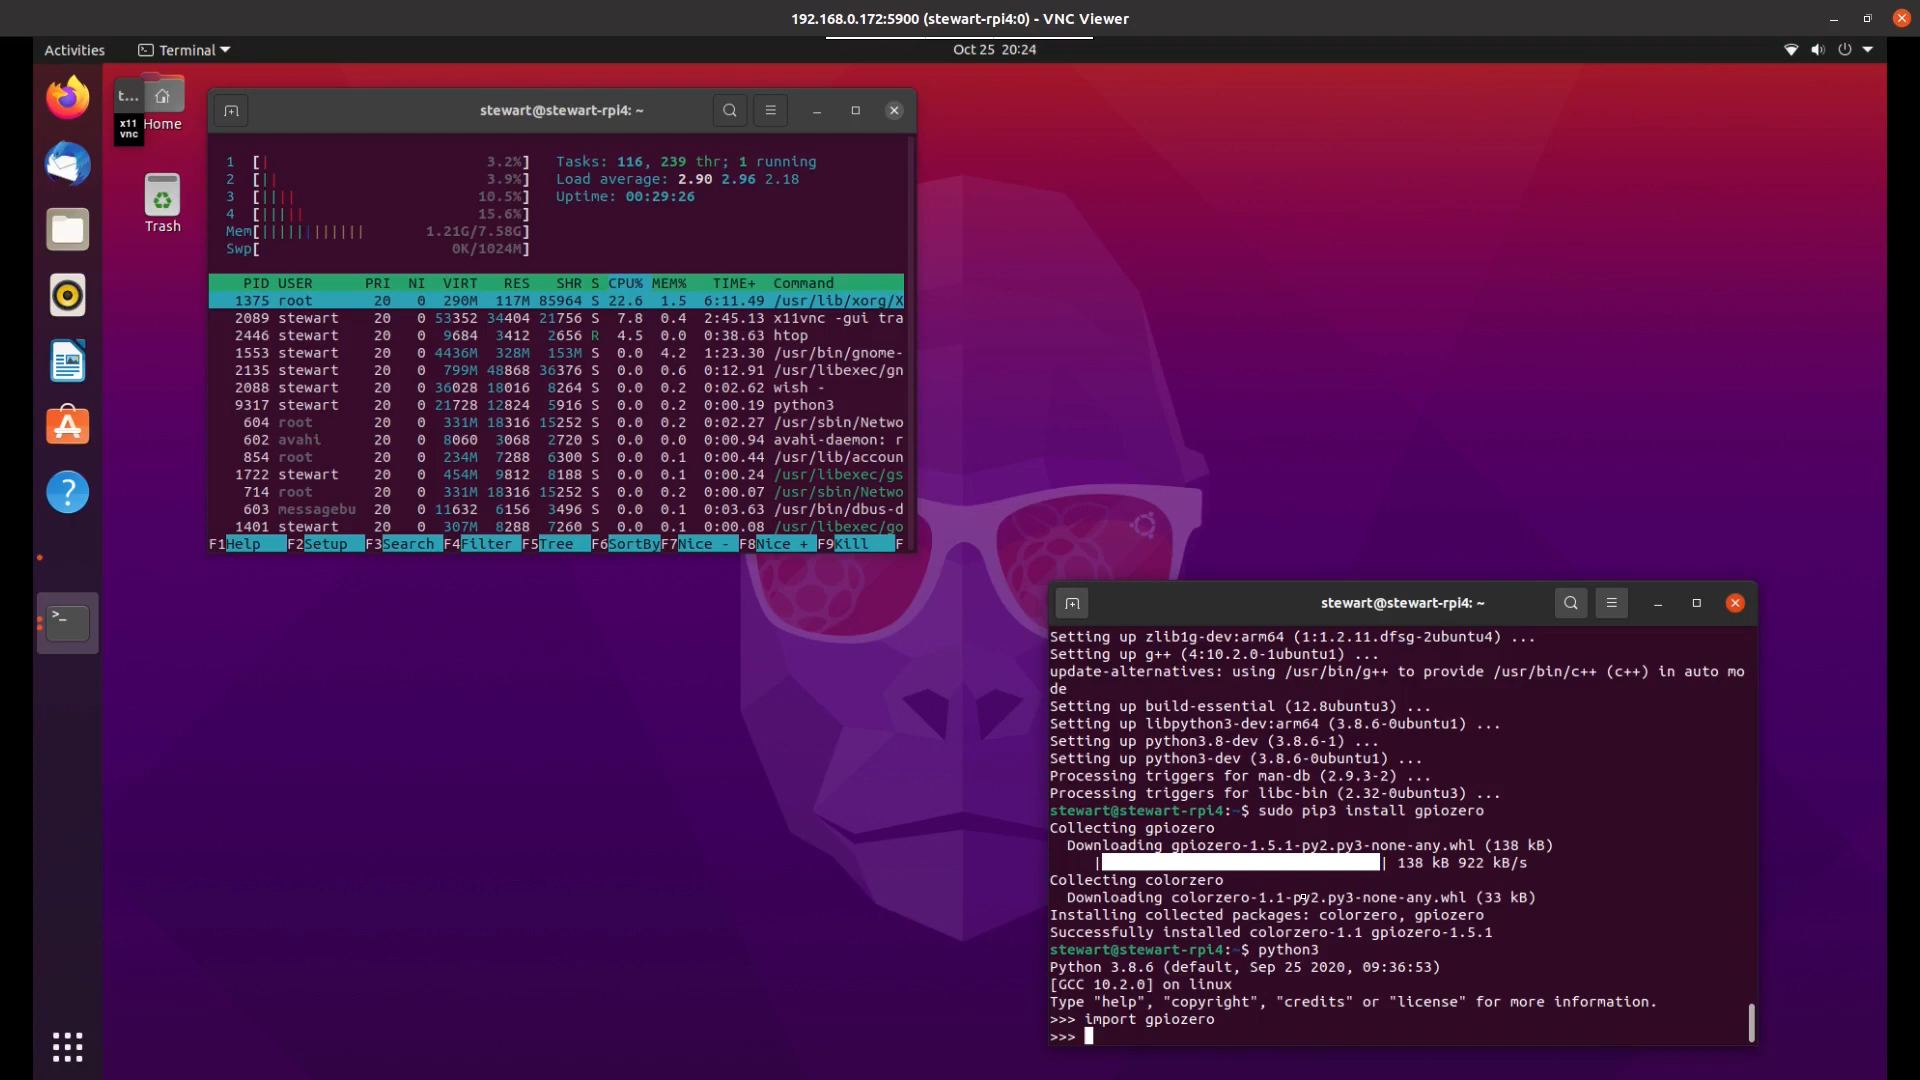 192.168.0.172:5900 (stewart-rpi4:0) - VNC Viewer
Activities
Terminal
Oct 25 20:24
t...
x11
vnc
Home
Trash
stewart@stewart-rpi4: ~
1 [| 3.2%]
2 [|| 3.9%]
3 [|||| 10.5%]
4 [||||| 15.6%]
Mem[|||||||||||| 1.21G/7.58G]
Swp[ 0K/1024M]
Tasks: 116, 239 thr; 1 running
Load average: 2.90 2.96 2.18
Uptime: 00:29:26
PID USER PRI NI VIRT RES SHR S CPU% MEM% TIME+ Command
1375 root 20 0 290M 117M 85964 S 22.6 1.5 6:11.49 /usr/lib/xorg/X
2089 stewart 20 0 53352 34404 21756 S 7.8 0.4 2:45.13 x11vnc -gui tra
2446 stewart 20 0 9684 3412 2656 R 4.5 0.0 0:38.63 htop
1553 stewart 20 0 4436M 328M 153M S 0.0 4.2 1:23.30 /usr/bin/gnome-
2135 stewart 20 0 799M 48868 36376 S 0.0 0.6 0:12.91 /usr/libexec/gn
2088 stewart 20 0 36028 18016 8264 S 0.0 0.2 0:02.62 wish -
9317 stewart 20 0 21728 12824 5916 S 0.0 0.2 0:00.19 python3
604 root 20 0 331M 18316 15252 S 0.0 0.2 0:02.27 /usr/sbin/Netwo
602 avahi 20 0 8060 3068 2720 S 0.0 0.0 0:00.94 avahi-daemon: r
854 root 20 0 234M 7288 6300 S 0.0 0.1 0:00.44 /usr/lib/accoun
1722 stewart 20 0 454M 9812 8188 S 0.0 0.1 0:00.24 /usr/libexec/gs
714 root 20 0 331M 18316 15252 S 0.0 0.2 0:00.07 /usr/sbin/Netwo
603 messagebu 20 0 11632 6156 3496 S 0.0 0.1 0:03.63 /usr/bin/dbus-d
1401 stewart 20 0 307M 8288 7260 S 0.0 0.1 0:00.08 /usr/libexec/go
F1Help F2Setup F3Search F4Filter F5Tree F6SortBy F7Nice - F8Nice + F9Kill F
stewart@stewart-rpi4: ~
Setting up zlib1g-dev:arm64 (1:1.2.11.dfsg-2ubuntu4) ...
Setting up g++ (4:10.2.0-1ubuntu1) ...
update-alternatives: using /usr/bin/g++ to provide /usr/bin/c++ (c++) in auto mo
de
Setting up build-essential (12.8ubuntu3) ...
Setting up libpython3-dev:arm64 (3.8.6-0ubuntu1) ...
Setting up python3.8-dev (3.8.6-1) ...
Setting up python3-dev (3.8.6-0ubuntu1) ...
Processing triggers for man-db (2.9.3-2) ...
Processing triggers for libc-bin (2.32-0ubuntu3) ...
stewart@stewart-rpi4:~$ sudo pip3 install gpiozero
Collecting gpiozero
Downloading gpiozero-1.5.1-py2.py3-none-any.whl (138 kB)
| | 138 kB 922 kB/s
Collecting colorzero
Downloading colorzero-1.1-py2.py3-none-any.whl (33 kB)
Installing collected packages: colorzero, gpiozero
Successfully installed colorzero-1.1 gpiozero-1.5.1
stewart@stewart-rpi4:~$ python3
Python 3.8.6 (default, Sep 25 2020, 09:36:53)
[GCC 10.2.0] on linux
Type "help", "copyright", "credits" or "license" for more information.
>>> import gpiozero
>>>